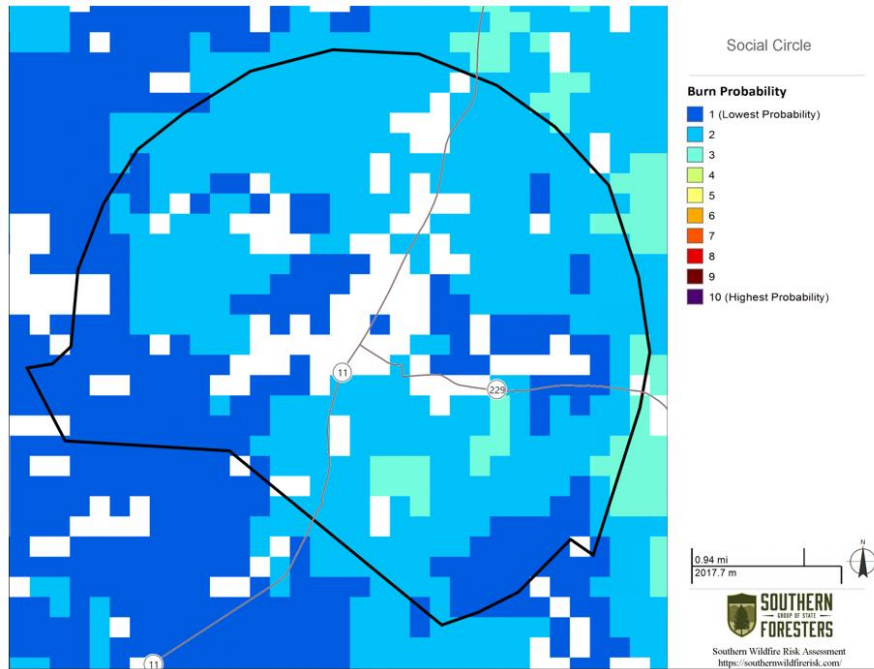 Social Circle
Burn Probability
1 (Lowest Probability)
2
3
4
5
6
7
8
9
10 (Highest Probability)
11
229
11
0.94 mi
2017.7 m
N
SOUTHERN
GROUP OF STATE
FORESTERS
Southern Wildfire Risk Assessment
https://southernwildfirerisk.com/